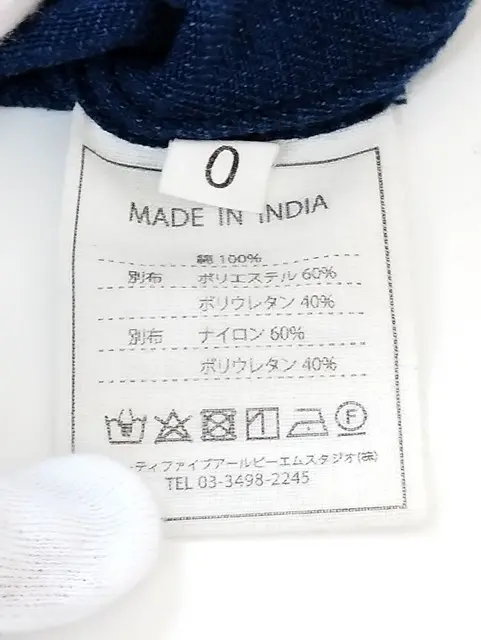 0
MADE IN INDIA
綿 100%
別布 ポリエステル 60%
ポリウレタン 40%
別布 ナイロン 60%
ポリウレタン 40%
F
ティファイブアールピーエムスタジオ(株)
TEL 03-3498-2245